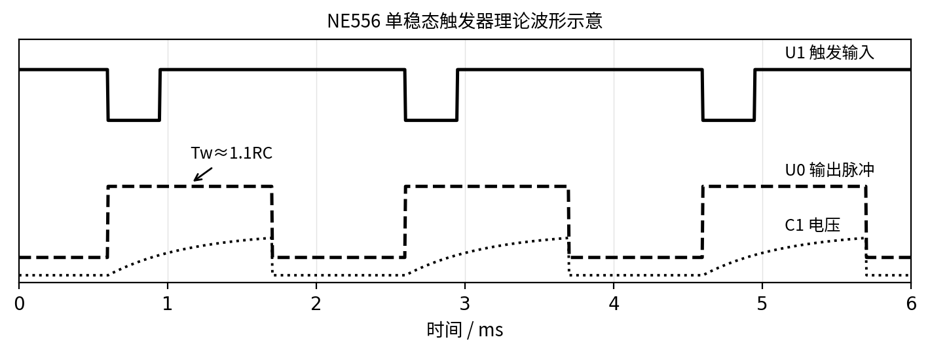 NE556 单稳态触发器理论波形示意
U1 触发输入
Tw≈1.1RC
U0 输出脉冲
C1 电压
0 1 2 3 4 5 6
时间 / ms